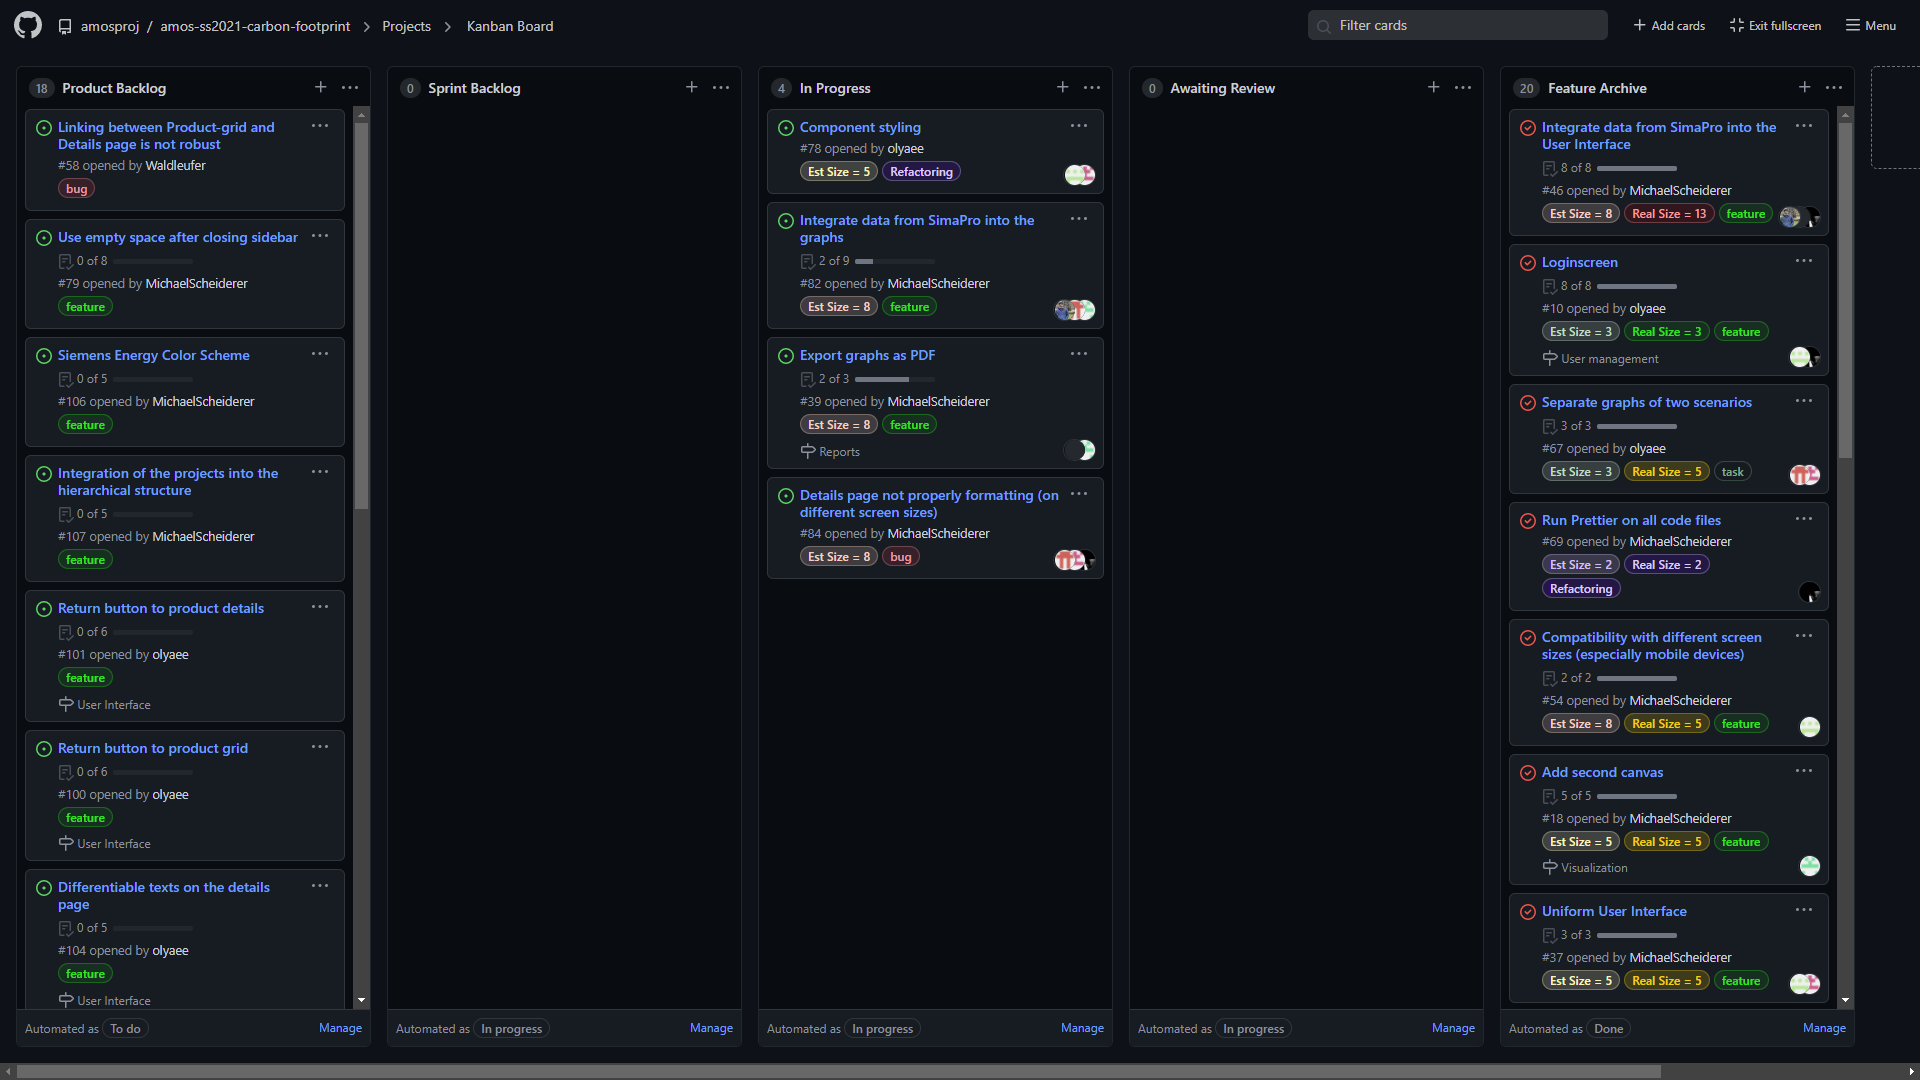 amosproj / amos-ss2021-carbon-footprint > Projects > Kanban Board
Filter cards
Add cards
Exit fullscreen
Menu
18 Product Backlog
Linking between Product-grid and
Details page is not robust
#58 opened by Waldleufer
bug
Use empty space after closing sidebar
0 of 8
#79 opened by MichaelScheiderer
feature
Siemens Energy Color Scheme
0 of 5
#106 opened by MichaelScheiderer
feature
Integration of the projects into the
hierarchical structure
0 of 5
#107 opened by MichaelScheiderer
feature
Return button to product details
0 of 6
#101 opened by olyaee
feature
User Interface
Return button to product grid
0 of 6
#100 opened by olyaee
feature
User Interface
Differentiable texts on the details
page
0 of 5
#104 opened by olyaee
feature
User Interface
Automated as To do
Manage
0 Sprint Backlog
Automated as In progress
Manage
4 In Progress
Component styling
#78 opened by olyaee
Est Size = 5 Refactoring
Integrate data from SimaPro into the
graphs
2 of 9
#82 opened by MichaelScheiderer
Est Size = 8 feature
Export graphs as PDF
2 of 3
#39 opened by MichaelScheiderer
Est Size = 8 feature
Reports
Details page not properly formatting (on
different screen sizes)
#84 opened by MichaelScheiderer
Est Size = 8 bug
Automated as In progress
Manage
0 Awaiting Review
Automated as In progress
Manage
20 Feature Archive
Integrate data from SimaPro into the
User Interface
8 of 8
#46 opened by MichaelScheiderer
Est Size = 8 Real Size = 13 feature
Loginscreen
8 of 8
#10 opened by olyaee
Est Size = 3 Real Size = 3 feature
User management
Separate graphs of two scenarios
3 of 3
#67 opened by olyaee
Est Size = 3 Real Size = 5 task
Run Prettier on all code files
#69 opened by MichaelScheiderer
Est Size = 2 Real Size = 2
Refactoring
Compatibility with different screen
sizes (especially mobile devices)
2 of 2
#54 opened by MichaelScheiderer
Est Size = 8 Real Size = 5 feature
Add second canvas
5 of 5
#18 opened by MichaelScheiderer
Est Size = 5 Real Size = 5 feature
Visualization
Uniform User Interface
3 of 3
#37 opened by MichaelScheiderer
Est Size = 5 Real Size = 5 feature
Automated as Done
Manage